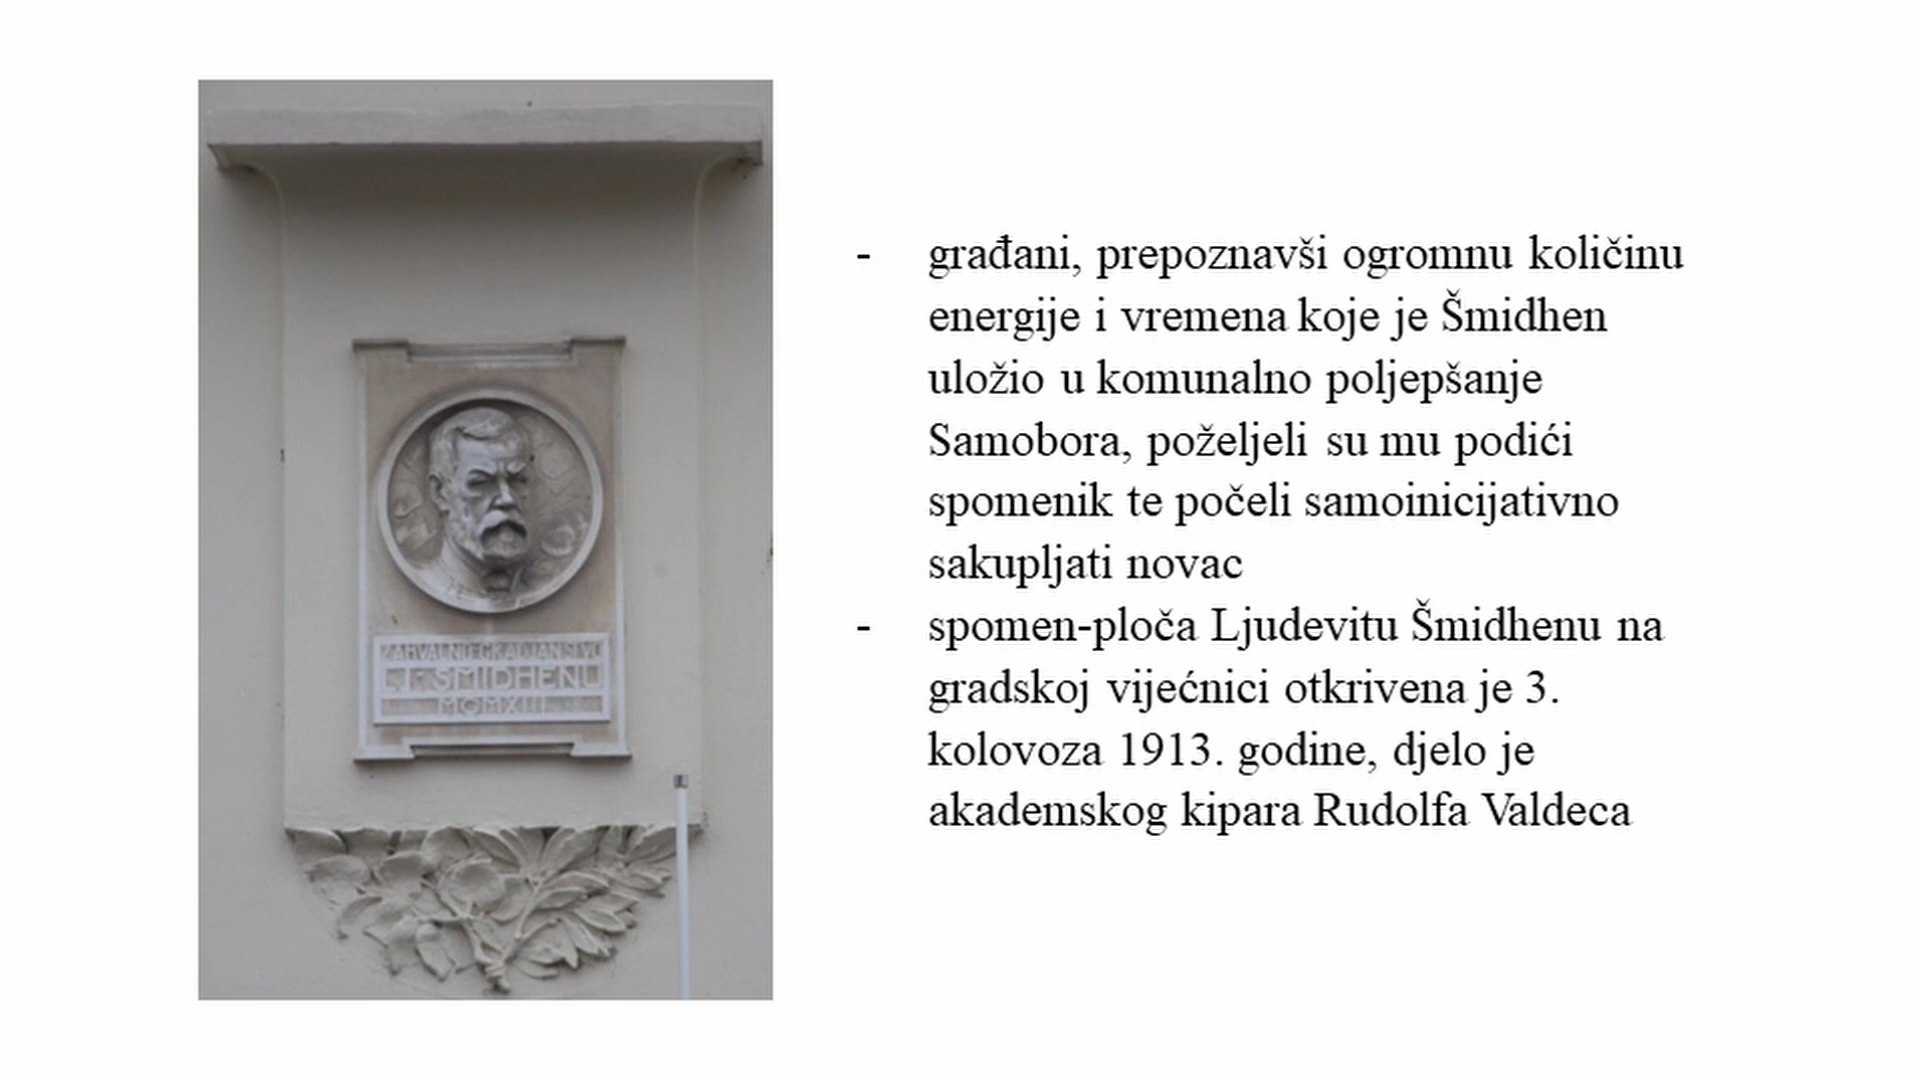 ZAHVALNO GRADJANSTVO
LJ. ŠMIDHENU
MCMXIII
- građani, prepoznavši ogromnu količinu
energije i vremena koje je Šmidhen
uložio u komunalno poljepšanje
Samobora, poželjeli su mu podići
spomenik te počeli samoinicijativno
sakupljati novac
- spomen-ploča Ljudevitu Šmidhenu na
gradskoj vijećnici otkrivena je 3.
kolovoza 1913. godine, djelo je
akademskog kipara Rudolfa Valdeca